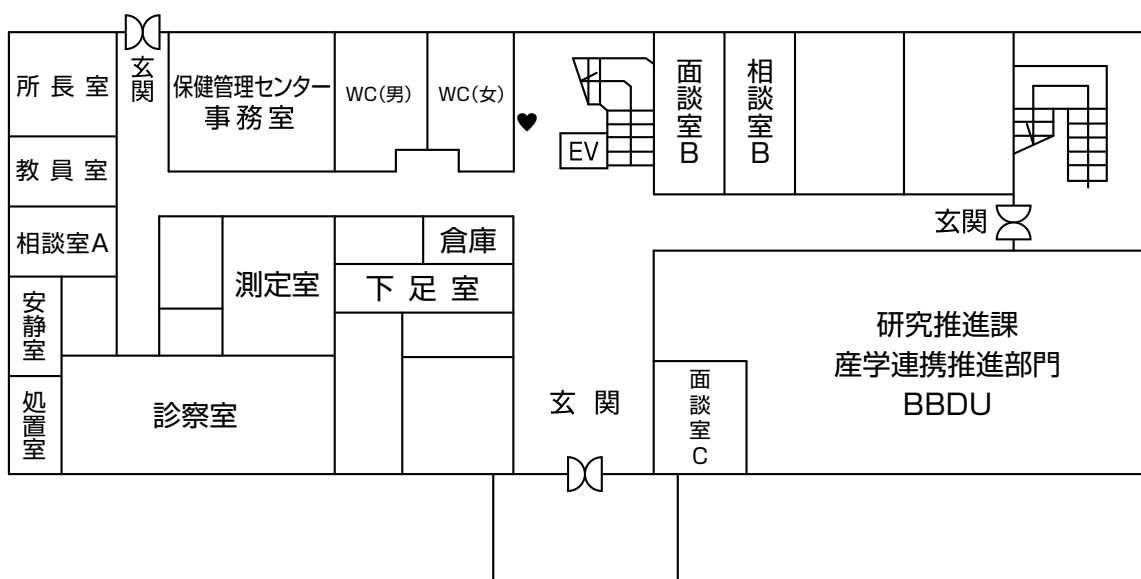 所長室
玄関
保健管理センター
事務室
WC(男)
WC(女)
EV
面談室B
相談室B
教員室
相談室A
玄関
倉庫
測定室
下足室
安静室
研究推進課
産学連携推進部門
BBDU
処置室
診察室
玄関
面談室C